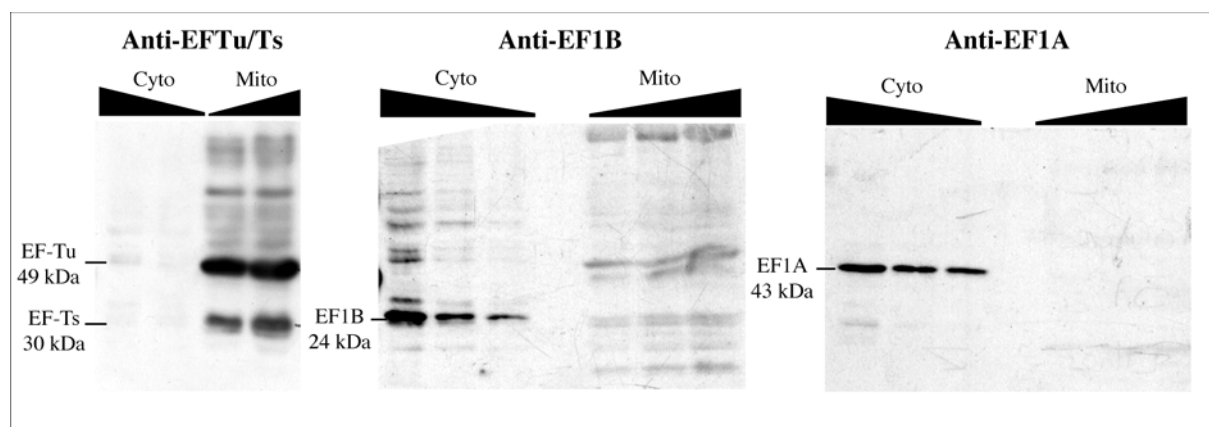 Anti-EFTu/Ts
Cyto Mito
EF-Tu
49 kDa
EF-Ts
30 kDa
Anti-EF1B
Cyto Mito
EF1B
24 kDa
Anti-EF1A
Cyto Mito
EF1A
43 kDa